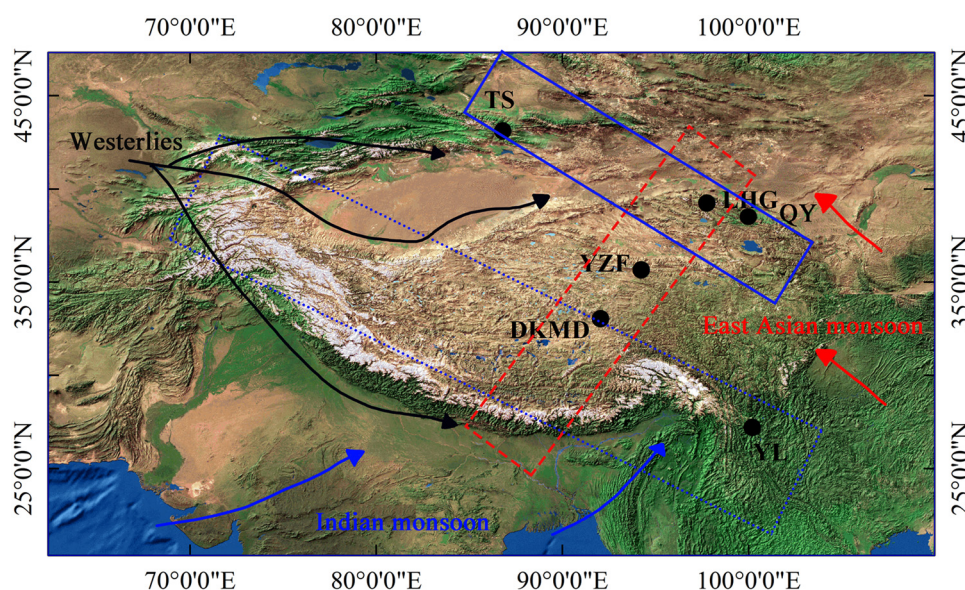 70°0'0"E 80°0'0"E 90°0'0"E 100°0'0"E
45°0'0"N
45°0'0"N
TS
Westerlies
LHG
QY
YZF
35°0'0"N
35°0'0"N
DKMD
East Asian monsoon
YL
25°0'0"N
25°0'0"N
Indian monsoon
70°0'0"E 80°0'0"E 90°0'0"E 100°0'0"E